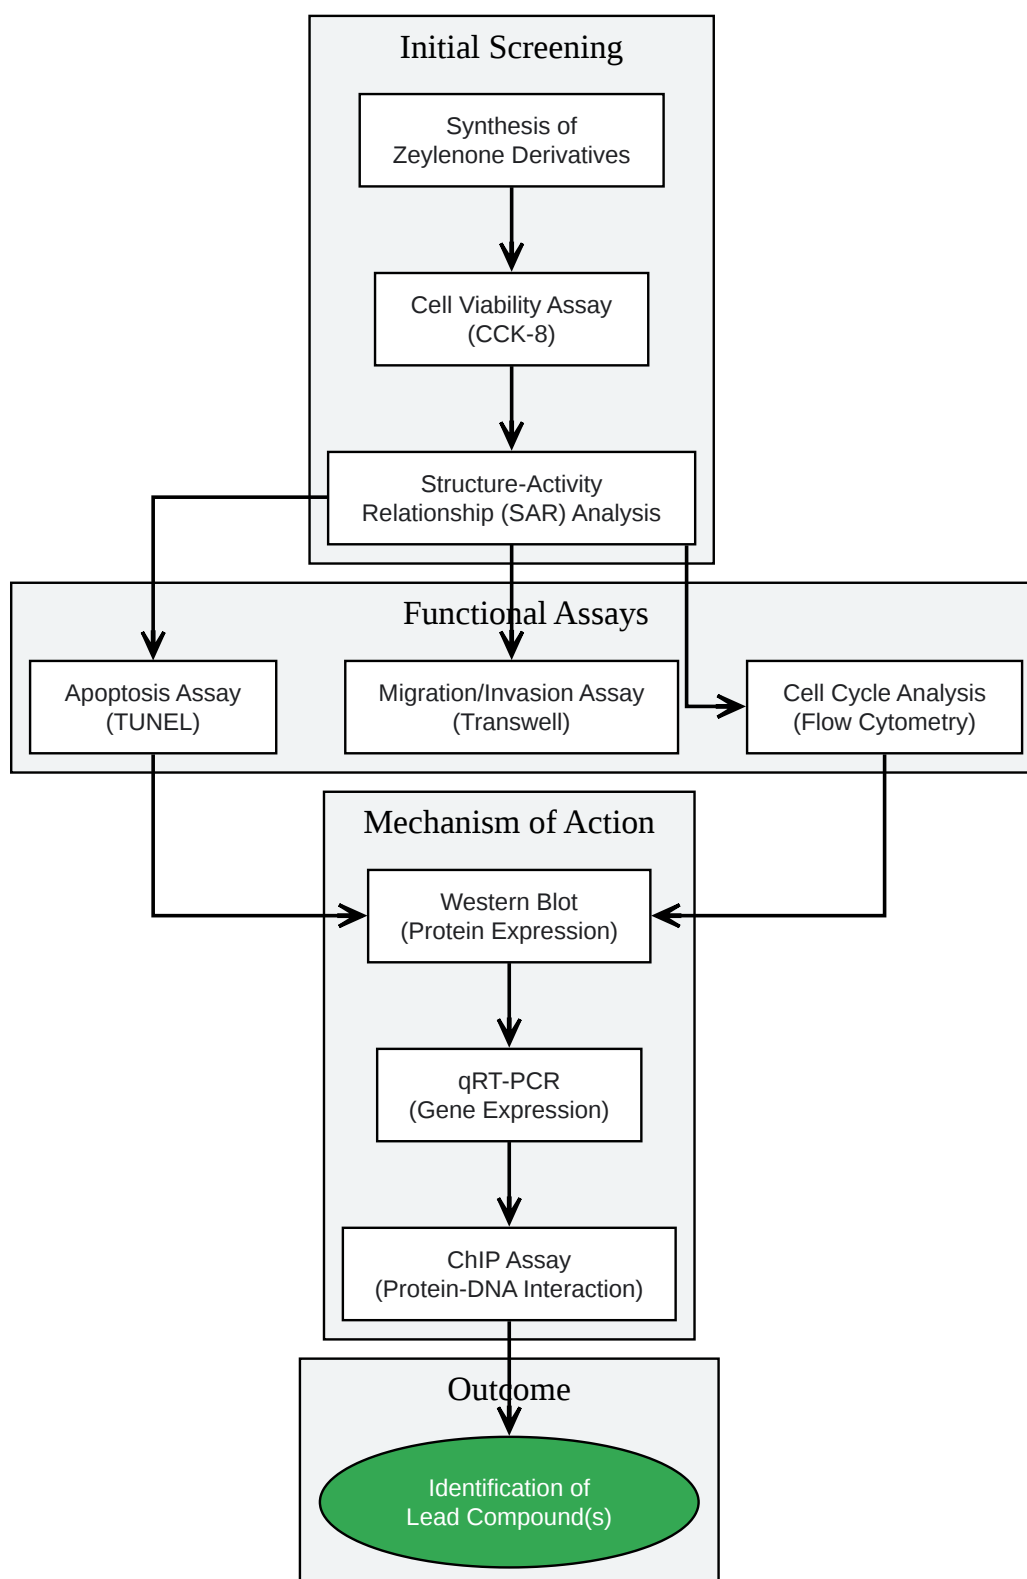 Initial Screening
Synthesis of
Zeylenone Derivatives
Cell Viability Assay
(CCK-8)
Structure-Activity
Relationship (SAR) Analysis
Functional Assays
Apoptosis Assay
(TUNEL)
Migration/Invasion Assay
(Transwell)
Cell Cycle Analysis
(Flow Cytometry)
Mechanism of Action
Western Blot
(Protein Expression)
qRT-PCR
(Gene Expression)
ChIP Assay
(Protein-DNA Interaction)
Outcome
Identification of
Lead Compound(s)